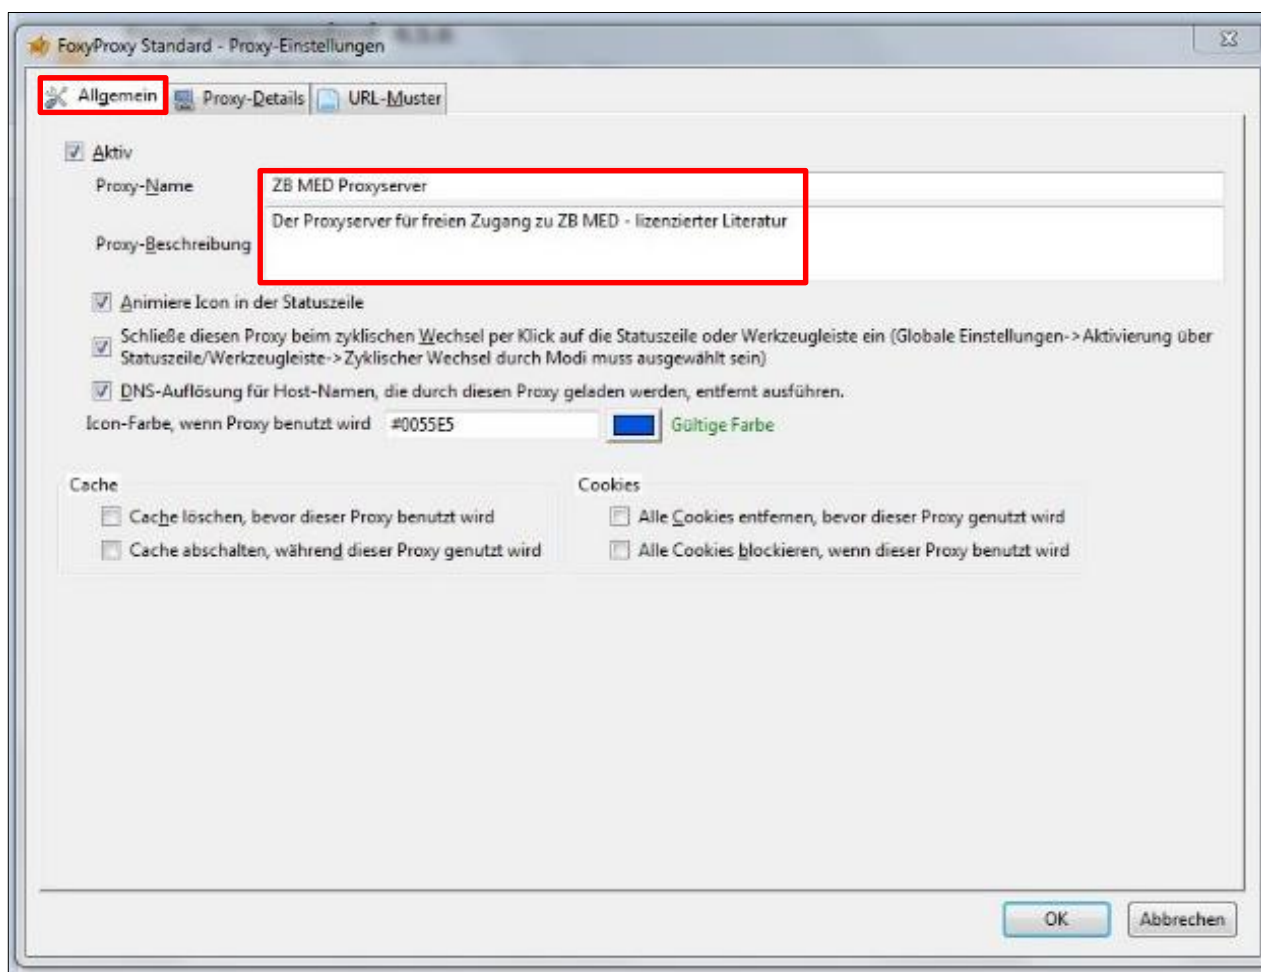 FoxyProxy Standard - Proxy-Einstellungen
Allgemein
Proxy-Details
URL-Muster
Aktiv
Proxy-Name
ZB MED Proxyserver
Der Proxyserver für freien Zugang zu ZB MED - lizenzierter Literatur
Proxy-Beschreibung
Animiere Icon in der Statuszeile
Schließe diesen Proxy beim zyklischen Wechsel per Klick auf die Statuszeile oder Werkzeugleiste ein (Globale Einstellungen->Aktivierung über
Statuszeile/Werkzeugleiste->Zyklischer Wechsel durch Modi muss ausgewählt sein)
DNS-Auflösung für Host-Namen, die durch diesen Proxy geladen werden, entfernt ausführen.
Icon-Farbe, wenn Proxy benutzt wird
#0055E5
Gültige Farbe
Cache
Cache löschen, bevor dieser Proxy benutzt wird
Cache abschalten, während dieser Proxy genutzt wird
Cookies
Alle Cookies entfernen, bevor dieser Proxy genutzt wird
Alle Cookies blockieren, wenn dieser Proxy benutzt wird
OK
Abbrechen